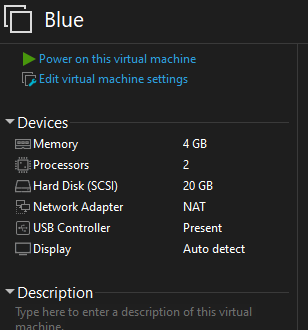 Blue
Power on this virtual machine
Edit virtual machine settings
Devices
Memory 4 GB
Processors 2
Hard Disk (SCSI) 20 GB
Network Adapter NAT
USB Controller Present
Display Auto detect
Description
Type here to enter a description of this virtual
machine.